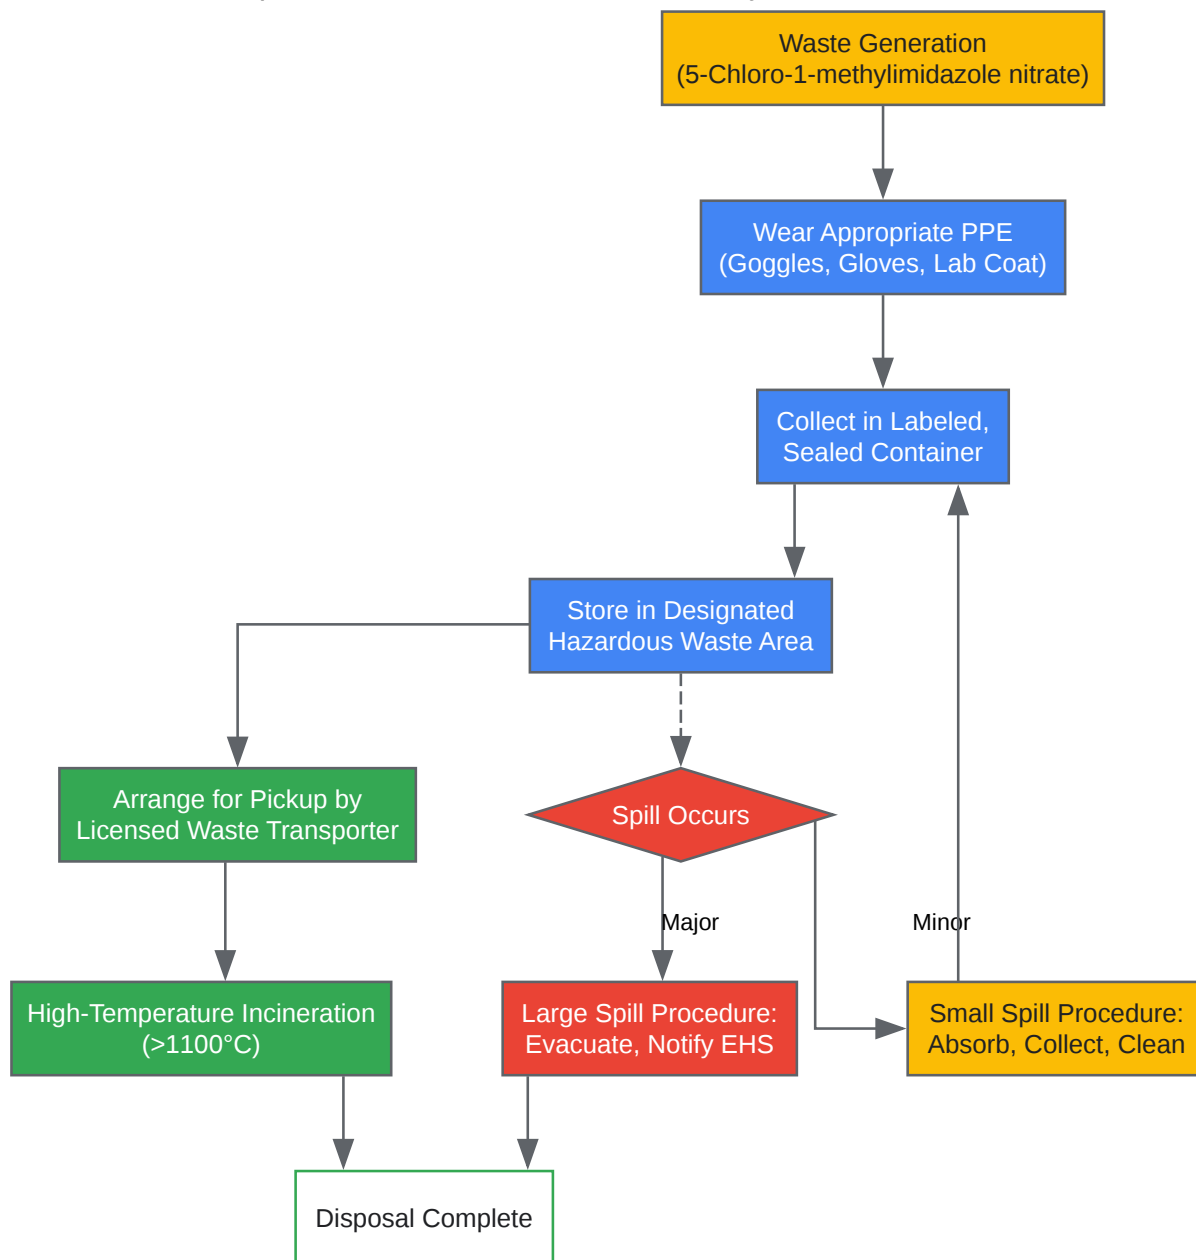 Waste Generation
(5-Chloro-1-methylimidazole nitrate)
Wear Appropriate PPE
(Goggles, Gloves, Lab Coat)
Collect in Labeled,
Sealed Container
Store in Designated
Hazardous Waste Area
Arrange for Pickup by
Licensed Waste Transporter
Spill Occurs
Major
Minor
High-Temperature Incineration
(>1100°C)
Large Spill Procedure:
Evacuate, Notify EHS
Small Spill Procedure:
Absorb, Collect, Clean
Disposal Complete